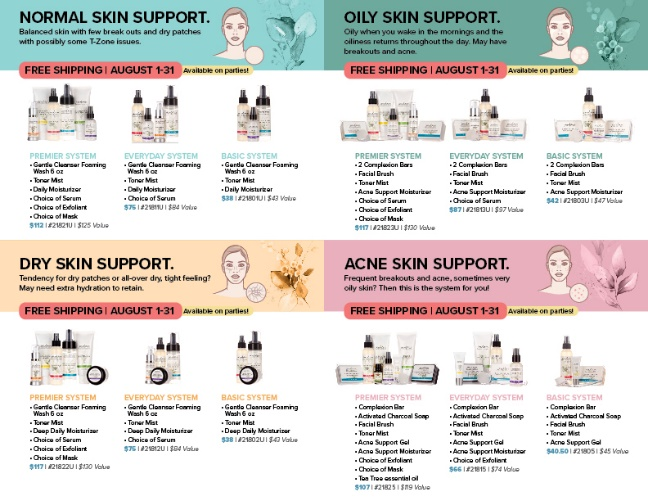 NORMAL SKIN SUPPORT.
Balanced skin with few break outs and dry patches
with possibly some T-Zone issues.
FREE SHIPPING | AUGUST 1-31
Available on parties!
PREMIER SYSTEM
• Gentle Cleanser Foaming
Wash 6 oz
• Toner Mist
• Daily Moisturizer
• Choice of Serum
• Choice of Exfoliant
• Choice of Mask
$112 | #21821U | $125 Value
EVERYDAY SYSTEM
• Gentle Cleanser Foaming
Wash 6 oz
• Toner Mist
• Daily Moisturizer
• Choice of Serum
$75 | #21811U | $84 Value
BASIC SYSTEM
• Gentle Cleanser Foaming
Wash 6 oz
• Toner Mist
• Daily Moisturizer
$38 | #21801U | $43 Value
OILY SKIN SUPPORT.
Oily when you wake in the mornings and the
oiliness returns throughout the day. May have
breakouts and acne.
FREE SHIPPING | AUGUST 1-31
Available on parties!
PREMIER SYSTEM
• 2 Complexion Bars
• Facial Brush
• Toner Mist
• Acne Support Moisturizer
• Choice of Serum
• Choice of Exfoliant
• Choice of Mask
$117 | #21823U | $130 Value
EVERYDAY SYSTEM
• 2 Complexion Bars
• Facial Brush
• Toner Mist
• Acne Support Moisturizer
• Choice of Serum
$87 | #21813U | $97 Value
BASIC SYSTEM
• 2 Complexion Bars
• Facial Brush
• Toner Mist
• Acne Support Moisturizer
$42 | #21803U | $47 Value
DRY SKIN SUPPORT.
Tendency for dry patches or all-over dry, tight feeling?
May need extra hydration to retain.
FREE SHIPPING | AUGUST 1-31
Available on parties!
PREMIER SYSTEM
• Gentle Cleanser Foaming
Wash 6 oz
• Toner Mist
• Deep Daily Moisturizer
• Choice of Serum
• Choice of Exfoliant
• Choice of Mask
$117 | #21822U | $130 Value
EVERYDAY SYSTEM
• Gentle Cleanser Foaming
Wash 6 oz
• Toner Mist
• Deep Daily Moisturizer
• Choice of Serum
$76 | #21812U | $84 Value
BASIC SYSTEM
• Gentle Cleanser Foaming
Wash 6 oz
• Toner Mist
• Deep Daily Moisturizer
$38 | #21802U | $43 Value
ACNE SKIN SUPPORT.
Frequent breakouts and acne, sometimes very
oily skin? Then this is the system for you!
FREE SHIPPING | AUGUST 1-31
Available on parties!
PREMIER SYSTEM
• Complexion Bar
• Activated Charcoal Soap
• Facial Brush
• Toner Mist
• Acne Support Gel
• Acne Support Moisturizer
• Choice of Exfoliant
• Choice of Mask
• Tea Tree essential oil
$107 | #21825 | $119 Value
EVERYDAY SYSTEM
• Complexion Bar
• Activated Charcoal Soap
• Facial Brush
• Toner Mist
• Acne Support Gel
• Acne Support Moisturizer
• Choice of Exfoliant
$66 | #21815 | $74 Value
BASIC SYSTEM
• Complexion Bar
• Activated Charcoal Soap
• Facial Brush
• Toner Mist
• Acne Support Gel
$40.50 | #21805 | $45 Value